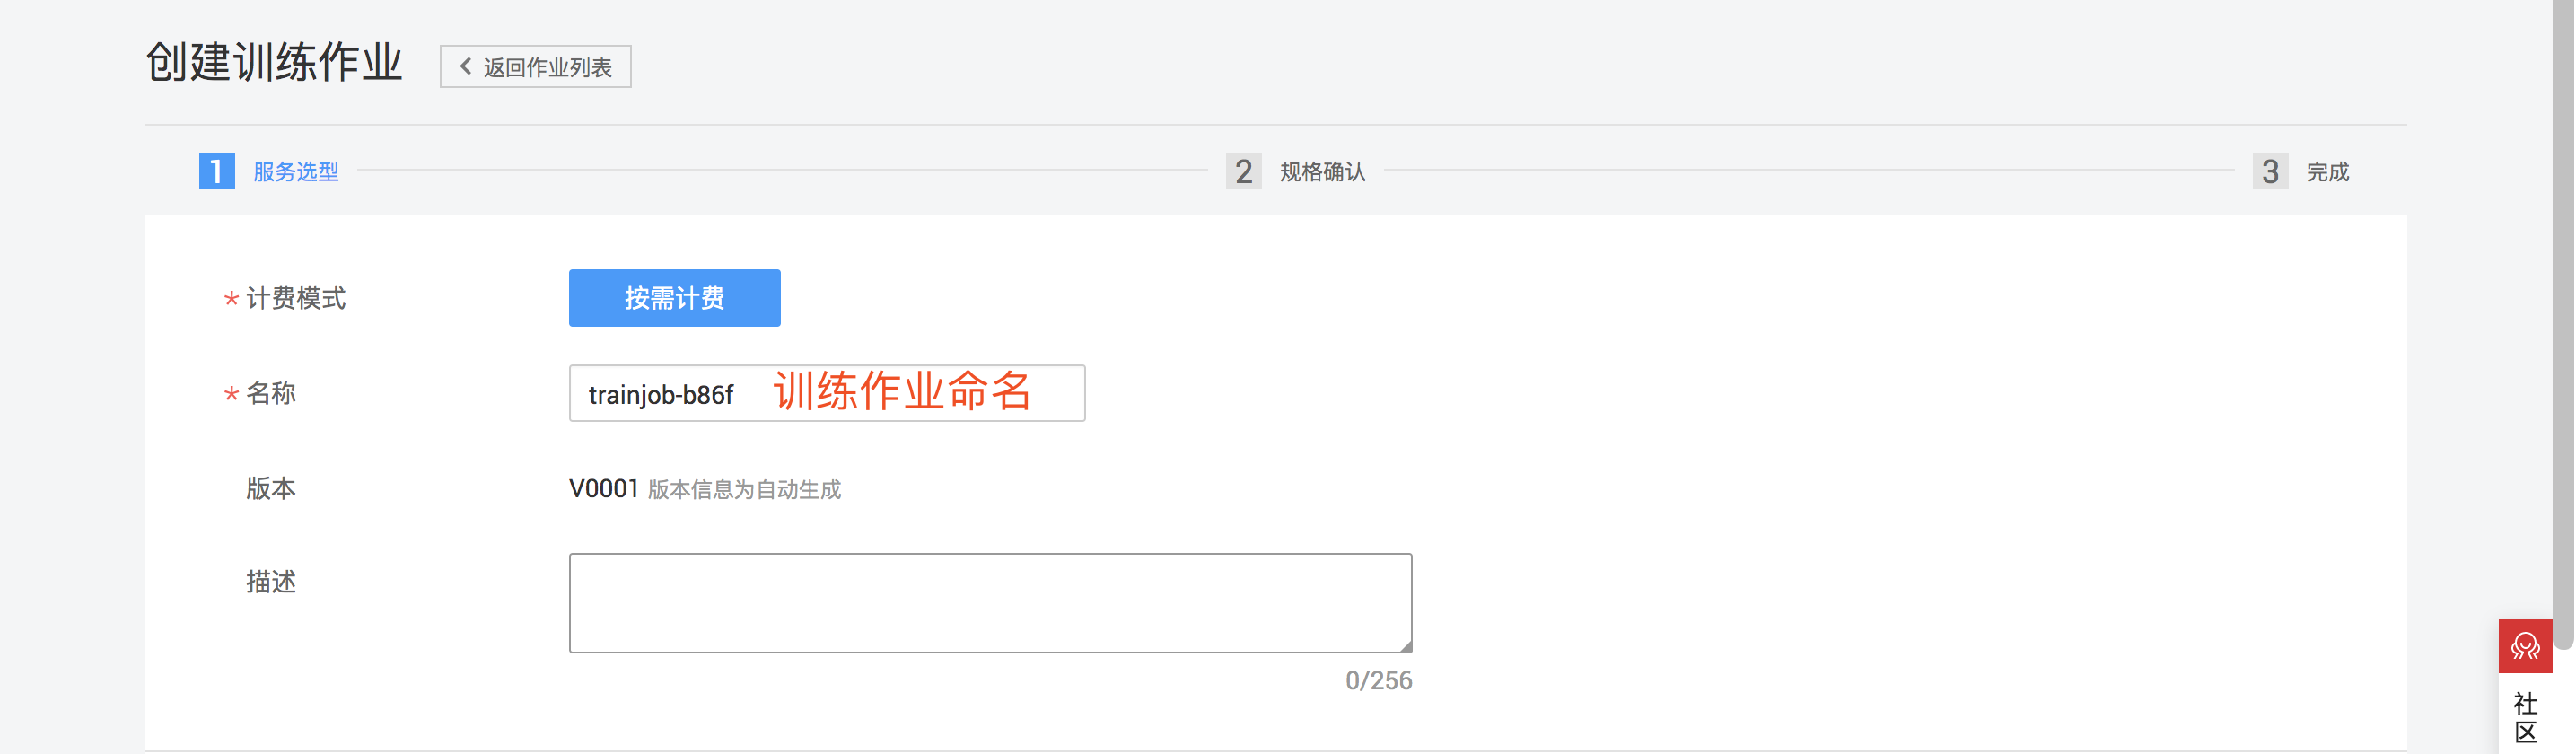 创建训练作业 返回作业列表
1 服务选型 2 规格确认 3 完成
* 计费模式 按需计费
* 名称 trainjob-b86f 训练作业命名
版本 V0001 版本信息为自动生成
描述
0/256
社
区